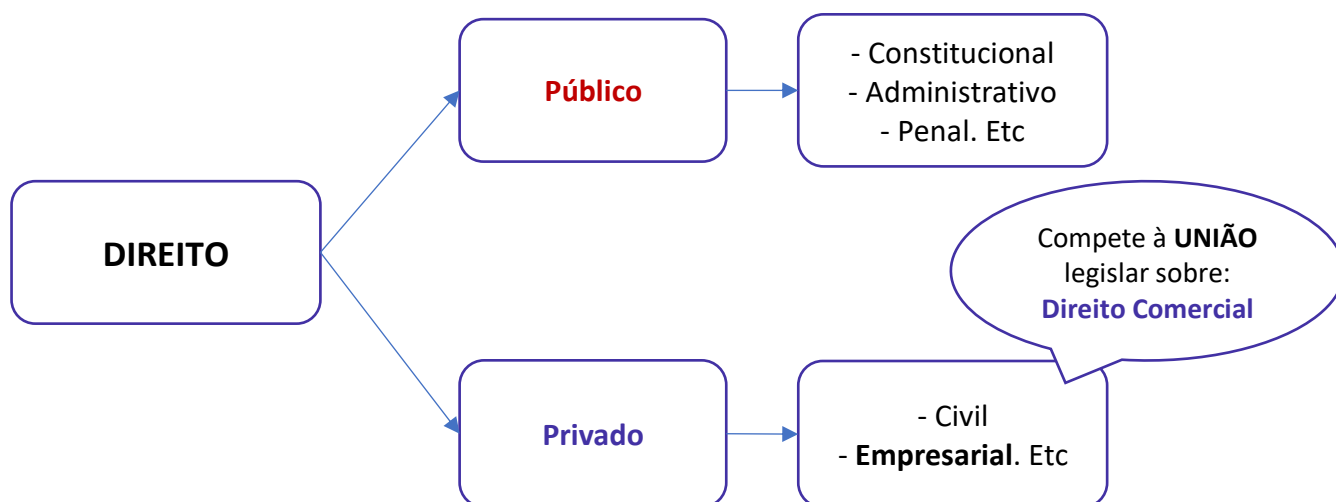 DIREITO
Público
- Constitucional
- Administrativo
- Penal. Etc
Compete à UNIÃO
legislar sobre:
Direito Comercial
Privado
- Civil
- Empresarial. Etc